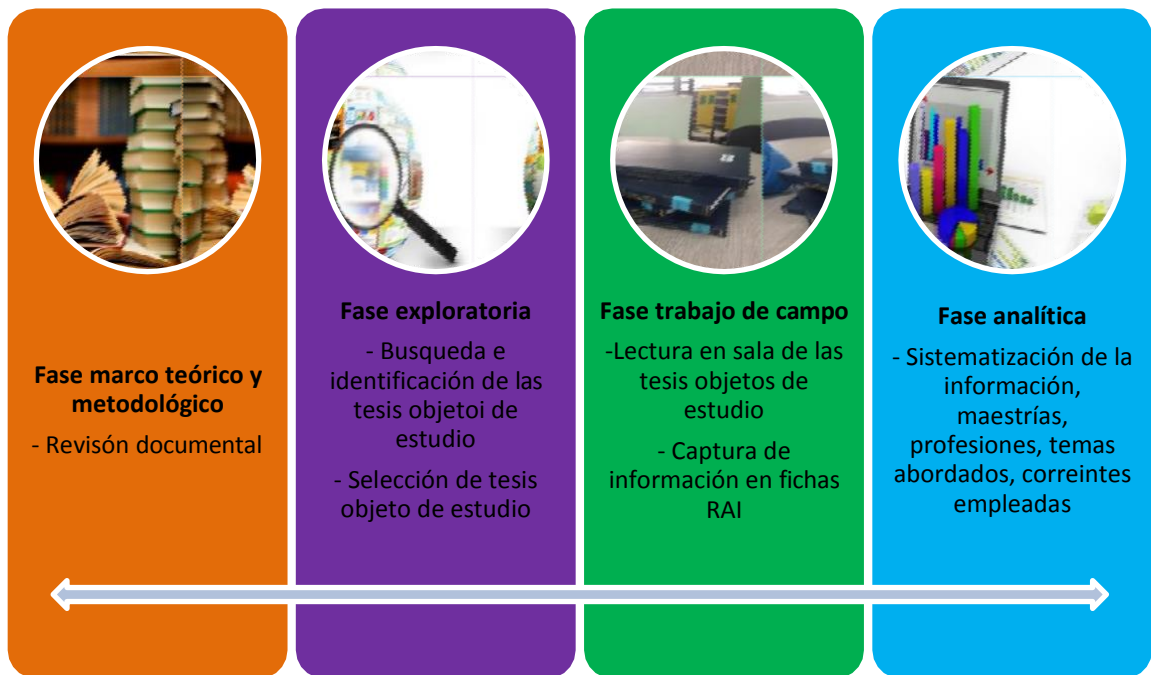 Fase marco teórico y
metodológico
- Revisón documental
Fase exploratoria
- Busqueda e
identificación de las
tesis objetoi de
estudio
- Selección de tesis
objeto de estudio
Fase trabajo de campo
-Lectura en sala de las
tesis objetos de
estudio
- Captura de
información en fichas
RAI
Fase analítica
- Sistematización de la
información,
maestrías,
profesiones, temas
abordados, correintes
empleadas